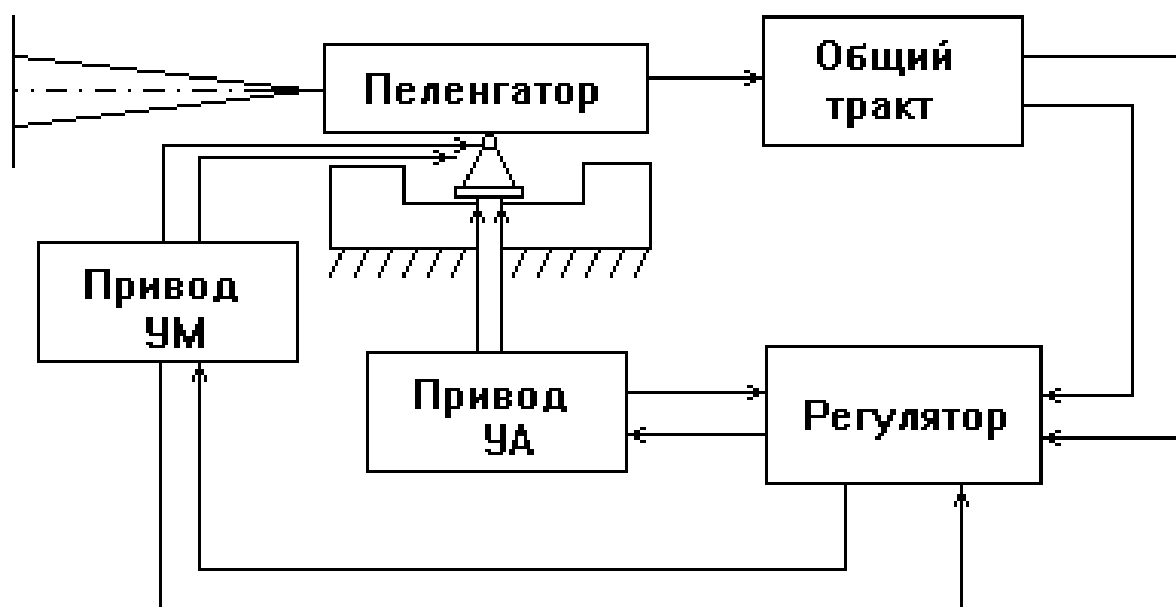 Пеленгатор
Общий
тракт
Привод
УМ
Привод
УА
Регулятор